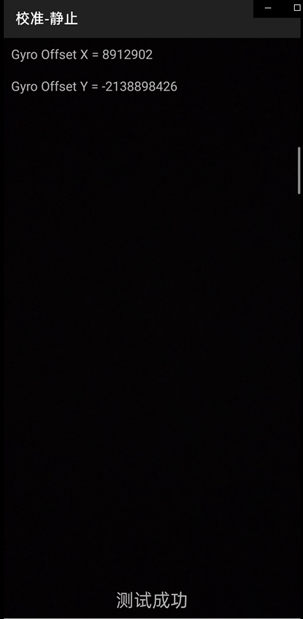 校准-静止
Gyro Offset X = 8912902
Gyro Offset Y = -2138898426
测试成功